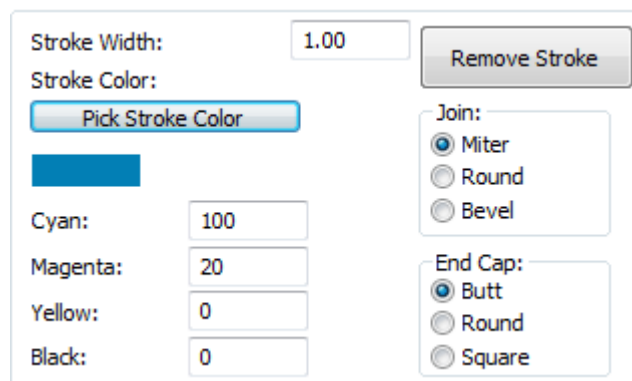 Stroke Width: 1.00
Remove Stroke
Stroke Color:
Pick Stroke Color
Cyan: 100
Magenta: 20
Yellow: 0
Black: 0
Join:
Miter
Round
Bevel
End Cap:
Butt
Round
Square